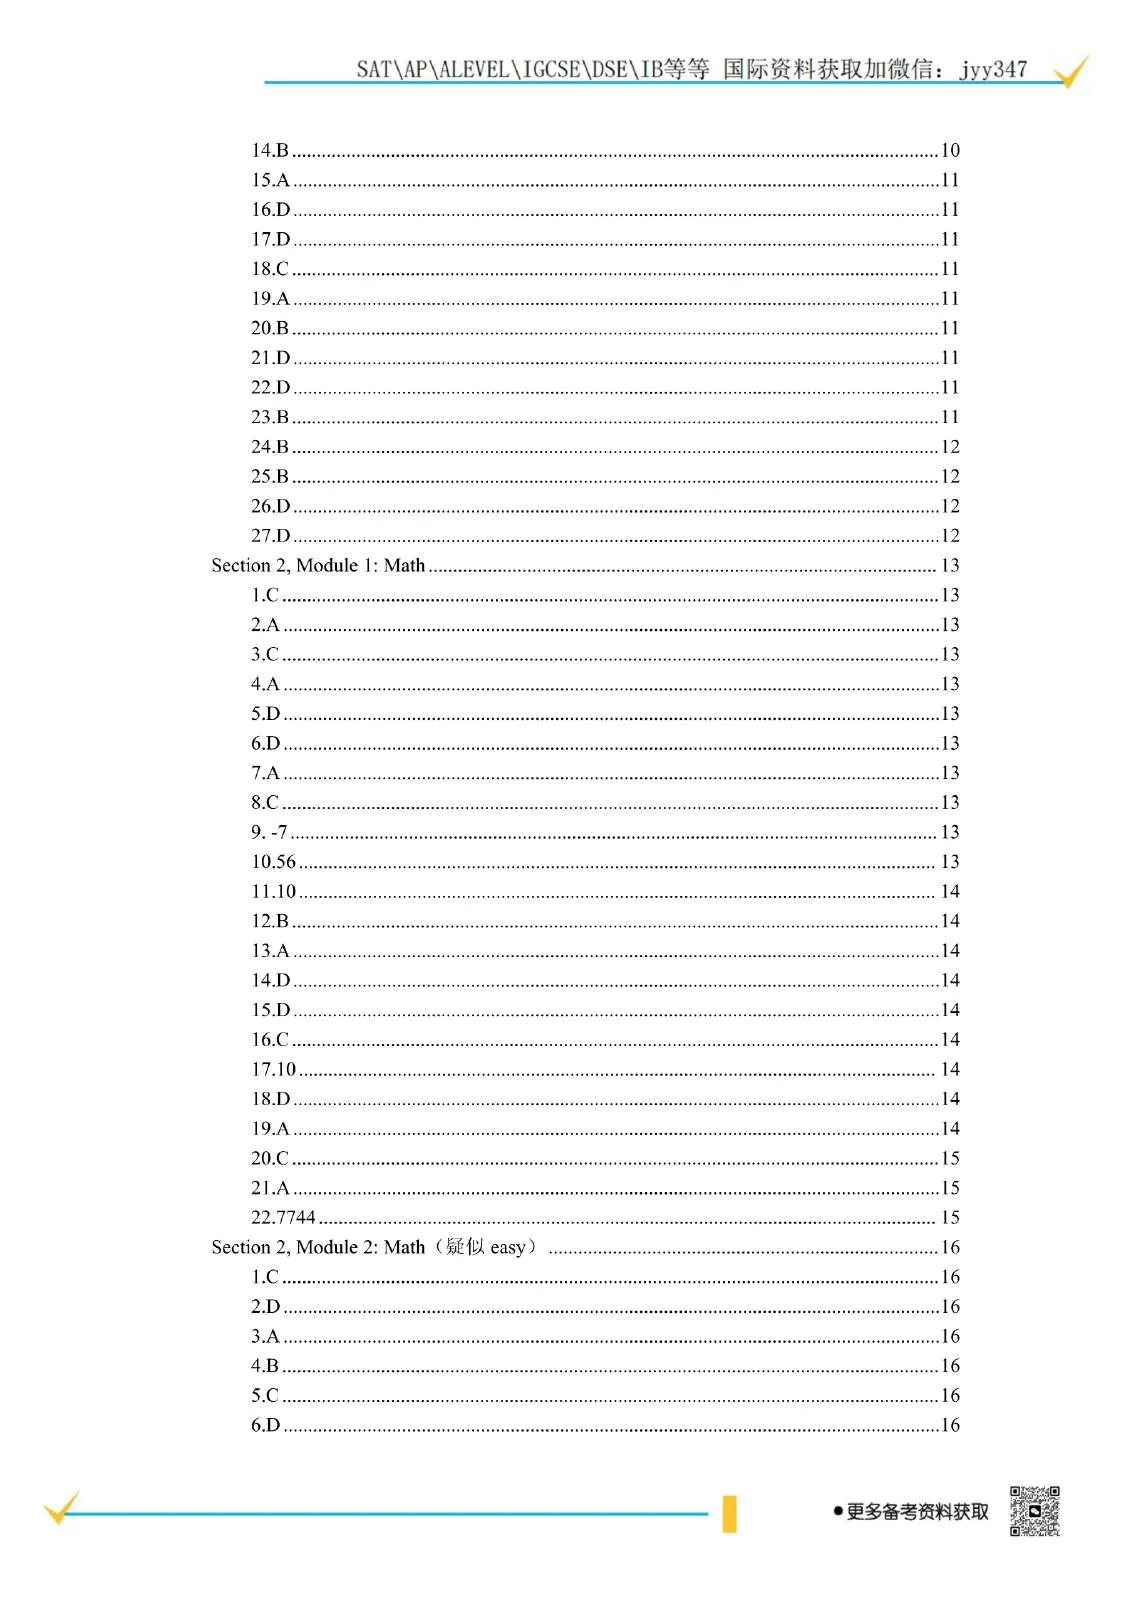 SAT\AP\ALEVEL\IGCSE\DSE\IB等等 国际资料获取加微信：jyy347
14.B........10
15.A........11
16.D........11
17.D........11
18.C........11
19.A........11
20.B........11
21.D........11
22.D........11
23.B........11
24.B........12
25.B........12
26.D........12
27.D........12
Section 2, Module 1: Math........13
1.C........13
2.A........13
3.C........13
4.A........13
5.D........13
6.D........13
7.A........13
8.C........13
9. -7........13
10.56........13
11.10........14
12.B........14
13.A........14
14.D........14
15.D........14
16.C........14
17.10........14
18.D........14
19.A........14
20.C........15
21.A........15
22.7744........15
Section 2, Module 2: Math（疑似 easy）........16
1.C........16
2.D........16
3.A........16
4.B........16
5.C........16
6.D........16
●更多备考资料获取